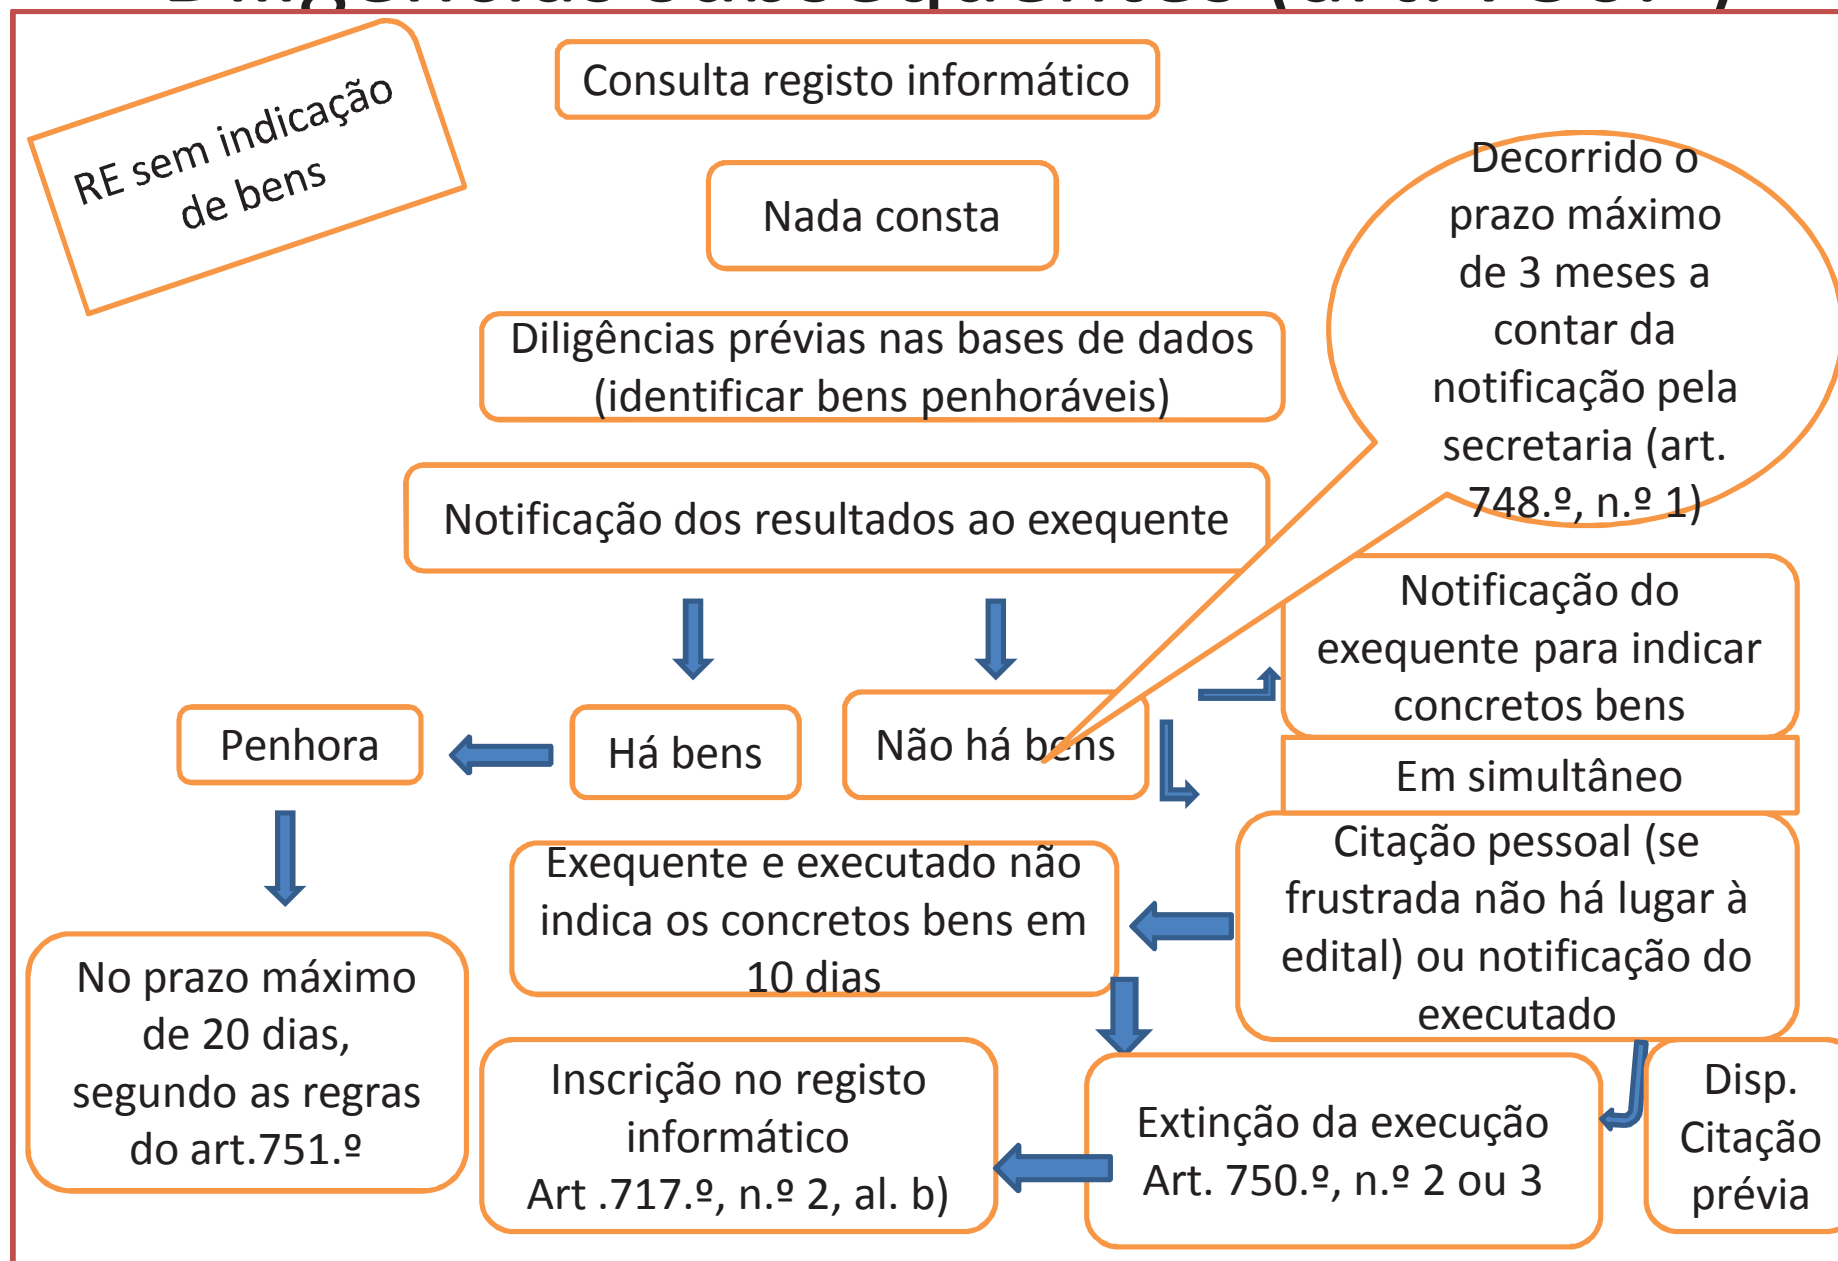 RE sem indicação
de bens
Consulta registo informático
Nada consta
Diligências prévias nas bases de dados
(identificar bens penhoráveis)
Notificação dos resultados ao exequente
Decorrido o
prazo máximo
de 3 meses a
contar da
notificação pela
secretaria (art.
748.º, n.º 1)
Penhora
Há bens
Não há bens
Notificação do
exequente para indicar
concretos bens
Em simultâneo
Citação pessoal (se
frustrada não há lugar à
edital) ou notificação do
executado
Exequente e executado não
indica os concretos bens em
10 dias
No prazo máximo
de 20 dias,
segundo as regras
do art.751.º
Inscrição no registo
informático
Art .717.º, n.º 2, al. b)
Extinção da execução
Art. 750.º, n.º 2 ou 3
Disp.
Citação
prévia